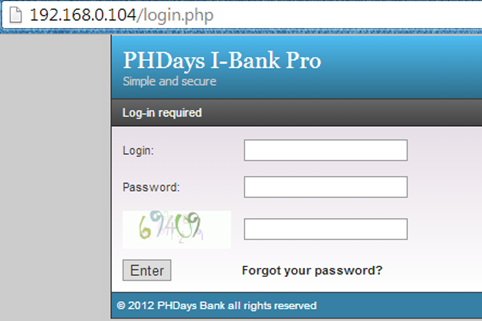 192.168.0.104/login.php
PHDays I-Bank Pro
Simple and secure
Log-in required
Login:
Password:
Enter
Forgot your password?
© 2012 PHDays Bank all rights reserved